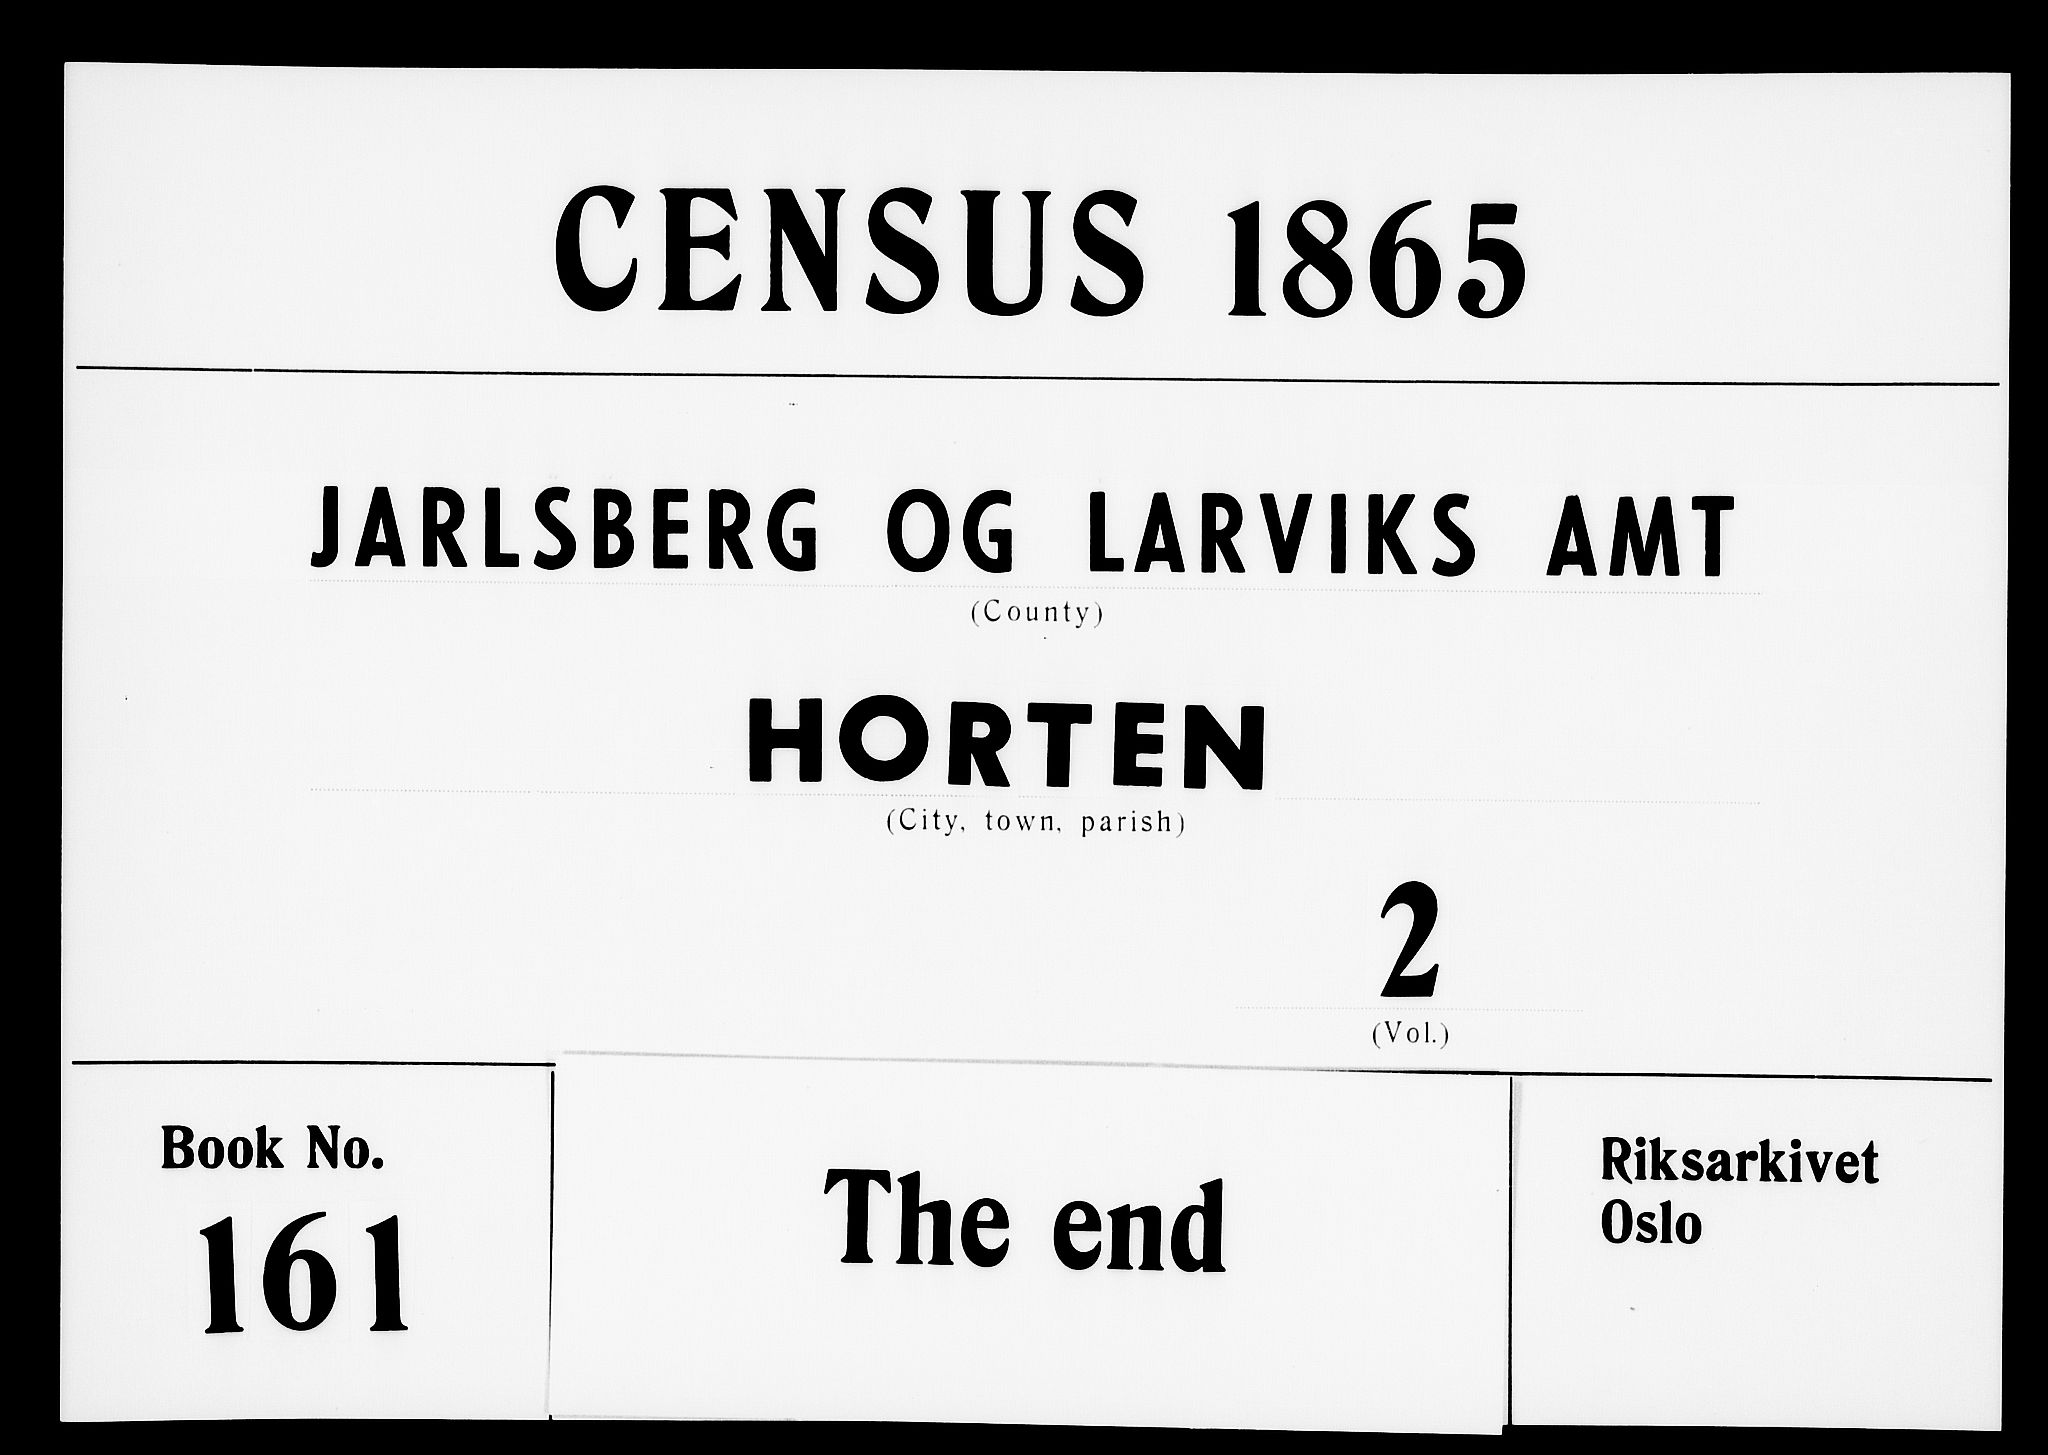 CENSUS 1865
JARLSBERG OG LARVIKS AMT
(County)
HORTEN
(City, town, parish)
2
(Vol.)
Book No.
161
The end
Riksarkivet
Oslo